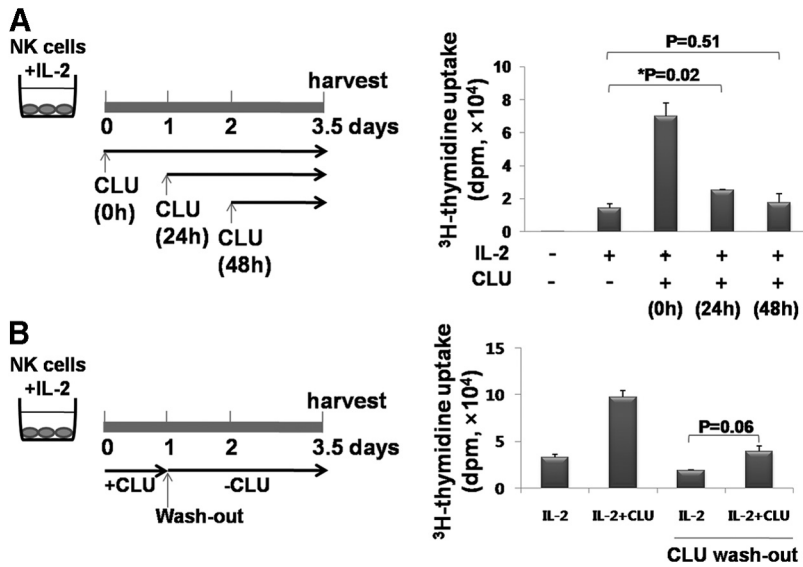 A
NK cells
+IL-2
harvest
0 1 2 3.5 days
CLU
(0h)
CLU
(24h)
CLU
(48h)
³H-thymidine uptake
(dpm, ×10⁴)
10
8
6
4
2
0
P=0.51
*P=0.02
IL-2 - + + + +
CLU - - + + +
(0h) (24h) (48h)
B
NK cells
+IL-2
harvest
0 1 2 3.5 days
+CLU -CLU
Wash-out
³H-thymidine uptake
(dpm, ×10⁴)
15
10
5
0
P=0.06
IL-2 IL-2+CLU IL-2 IL-2+CLU
CLU wash-out